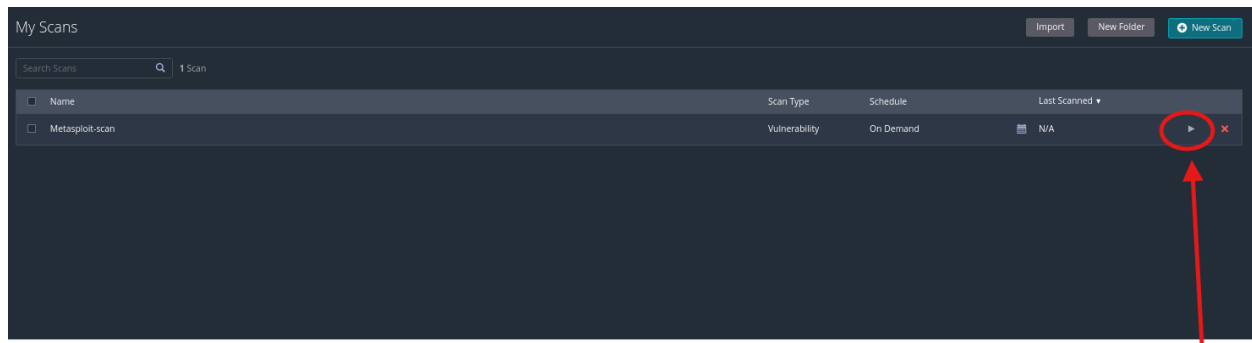 My Scans
Import New Folder New Scan
Search Scans 1 Scan
Name Scan Type Schedule Last Scanned
Metasploit-scan Vulnerability On Demand N/A